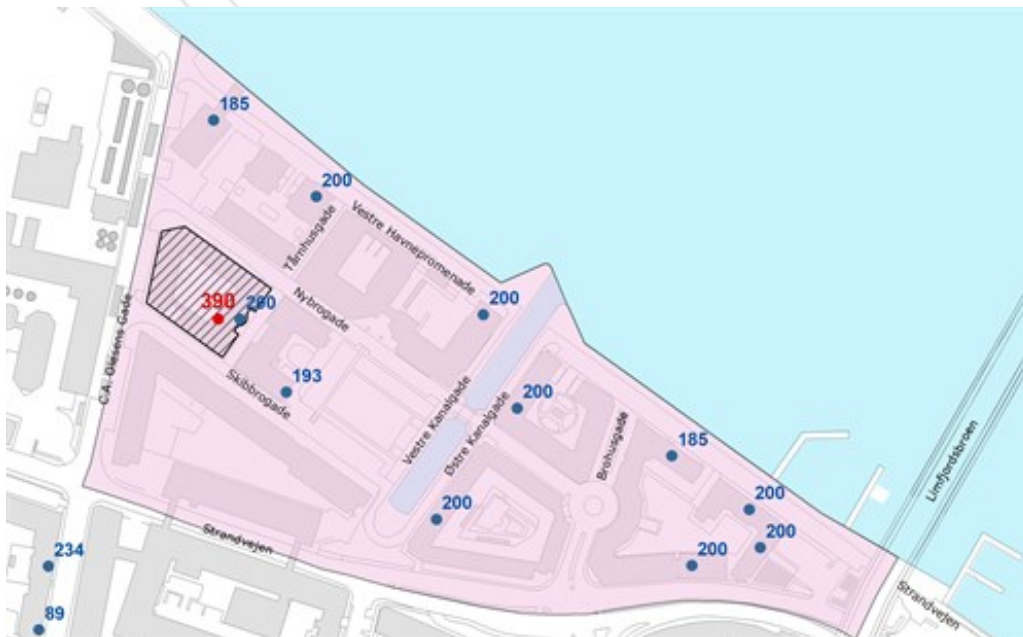 185
200
Tårnhusgade
Vestre Havnepromenade
390
200
Nybrogade
200
C.A. Olesens Gade
193
Skibbrogade
Vestre Kanalgade
Østre Kanalgade
200
Brohusgade
185
Limfjordsbroen
200
200
200
200
Strandvejen
234
Strandvejen
89